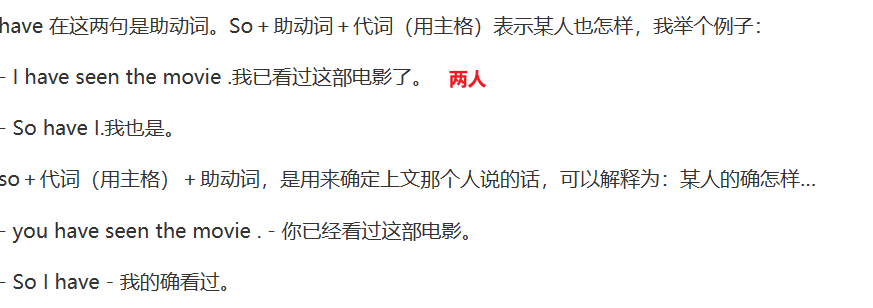 have 在这两句是助动词。So＋助动词＋代词（用主格）表示某人也怎样，我举个例子：
- I have seen the movie .我已看过这部电影了。 两人
- So have I.我也是。
so＋代词（用主格）＋助动词，是用来确定上文那个人说的话，可以解释为：某人的确怎样...
- you have seen the movie . - 你已经看过这部电影。
- So I have - 我的确看过。